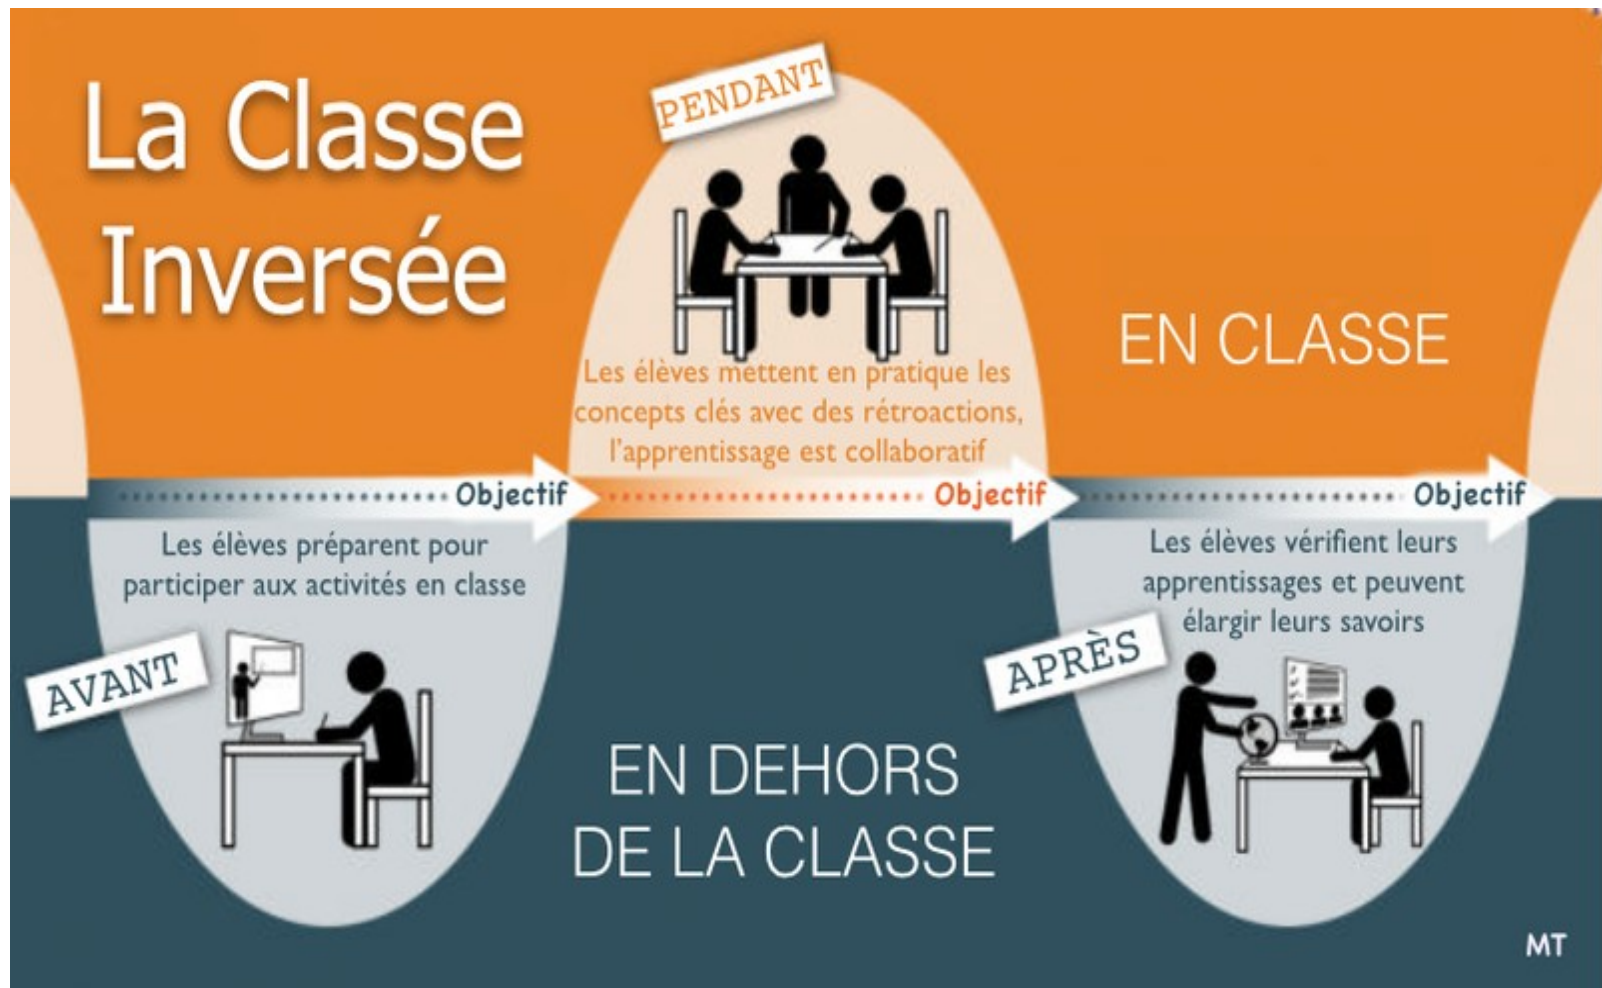 La Classe
Inversée
PENDANT
Les élèves mettent en pratique les
concepts clés avec des rétroactions,
l'apprentissage est collaboratif
EN CLASSE
Objectif
Objectif
Objectif
Les élèves préparent pour
participer aux activités en classe
AVANT
EN DEHORS
DE LA CLASSE
Les élèves vérifient leurs
apprentissages et peuvent
élargir leurs savoirs
APRÈS
MT